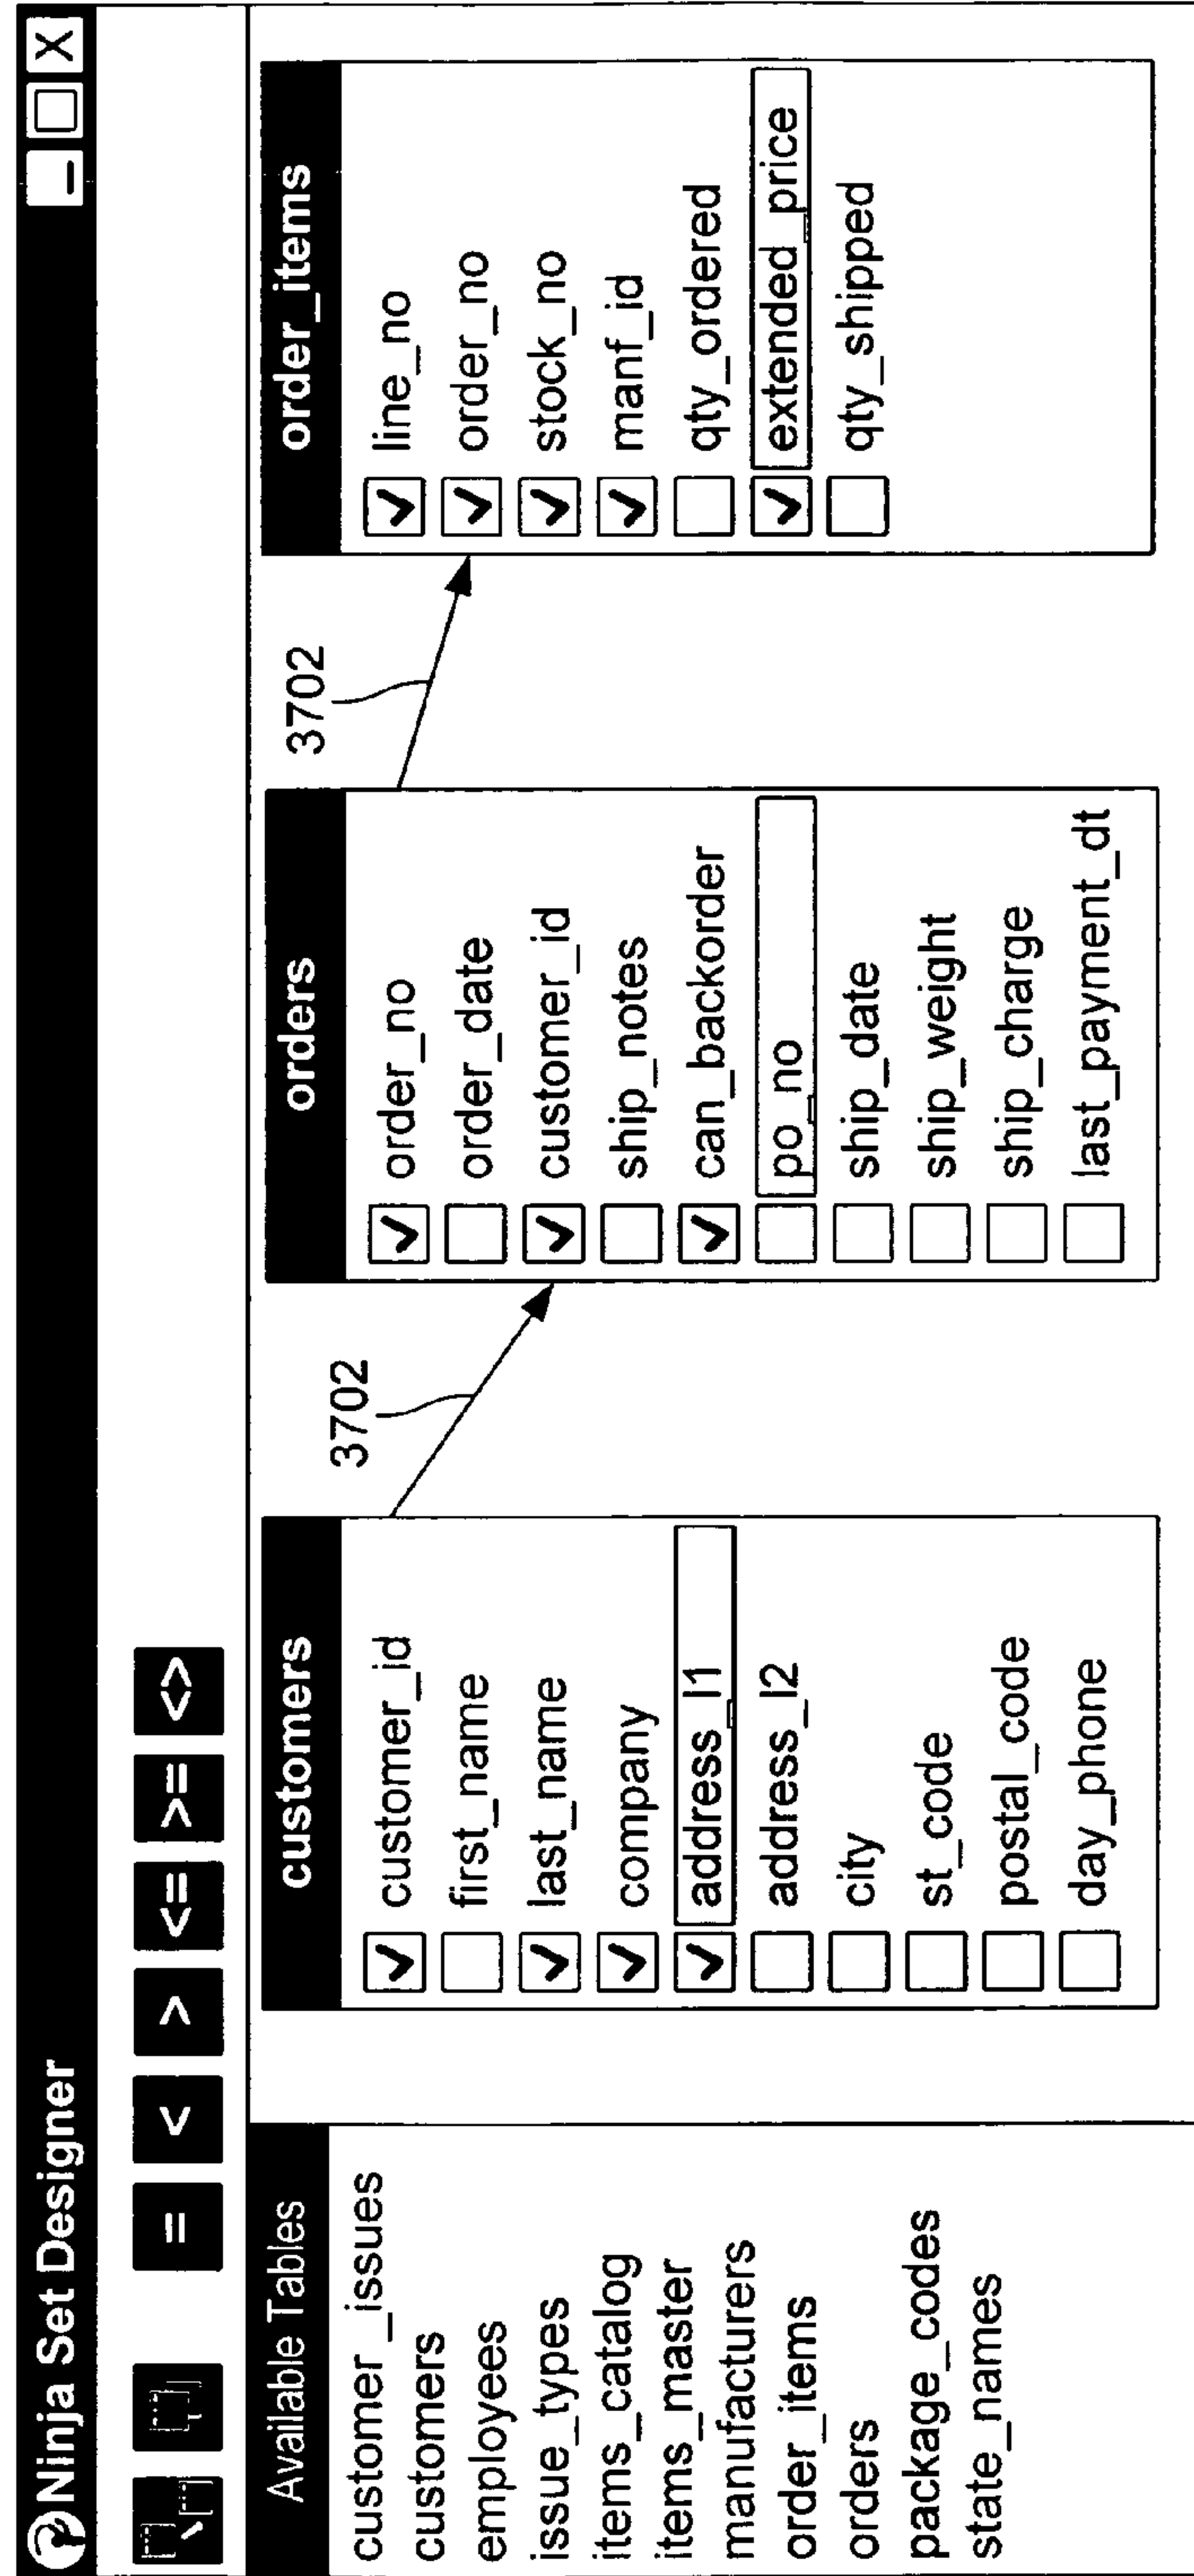 Ninja Set Designer
_ □ X
= < > <= >= <>
Available Tables
customer_issues
customers
employees
issue_types
items_catalog
items_master
manufacturers
order_items
orders
package_codes
state_names
customers
customer_id
first_name
last_name
company
address_l1
address_l2
city
st_code
postal_code
day_phone
3702
orders
order_no
order_date
customer_id
ship_notes
can_backorder
po_no
ship_date
ship_weight
ship_charge
last_payment_dt
3702
order_items
line_no
order_no
stock_no
manf_id
qty_ordered
extended_price
qty_shipped